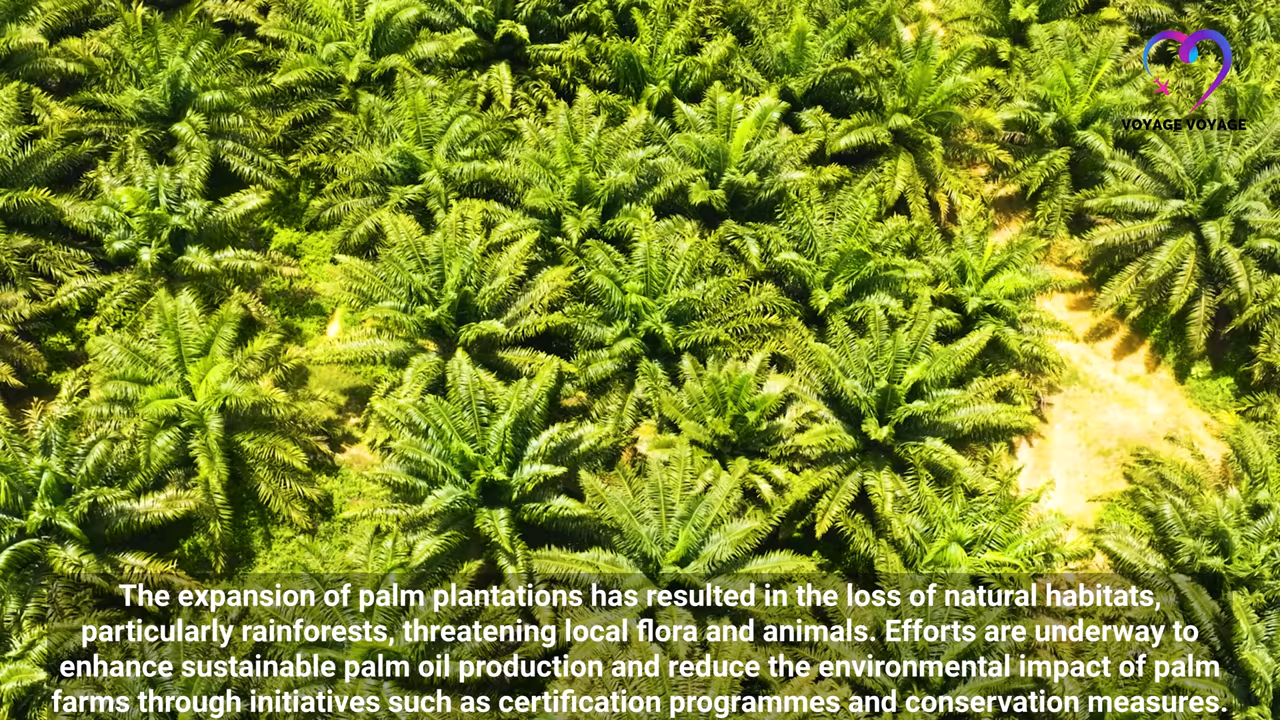 VOYAGE VOYAGE
The expansion of palm plantations has resulted in the loss of natural habitats,
particularly rainforests, threatening local flora and animals. Efforts are underway to
enhance sustainable palm oil production and reduce the environmental impact of palm
farms through initiatives such as certification programmes and conservation measures.